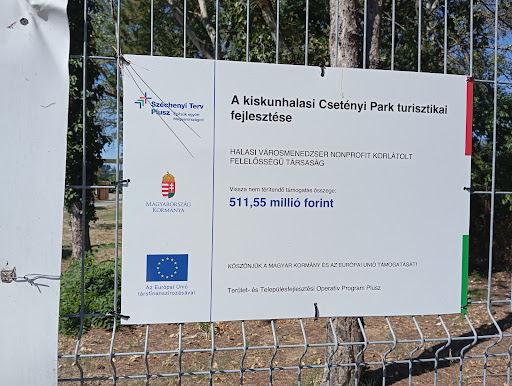 Széchenyi Terv
Plusz
A kiskunhalasi Csetényi Park turisztikai
fejlesztése
HALASI VÁROSMENEDZSER NONPROFIT KORLÁTOLT
FELELŐSSÉGŰ TÁRSASÁG
Vissza nem térítendő támogatás összege:
511,55 millió forint
MAGYARORSZÁG
KORMÁNYA
Az Európai Unió
társfinanszírozásával
KÖSZÖNJÜK A MAGYAR KORMÁNY ÉS AZ EURÓPAI UNIÓ TÁMOGATÁSÁT!
Terület- és Településfejlesztési Operatív Program Plusz